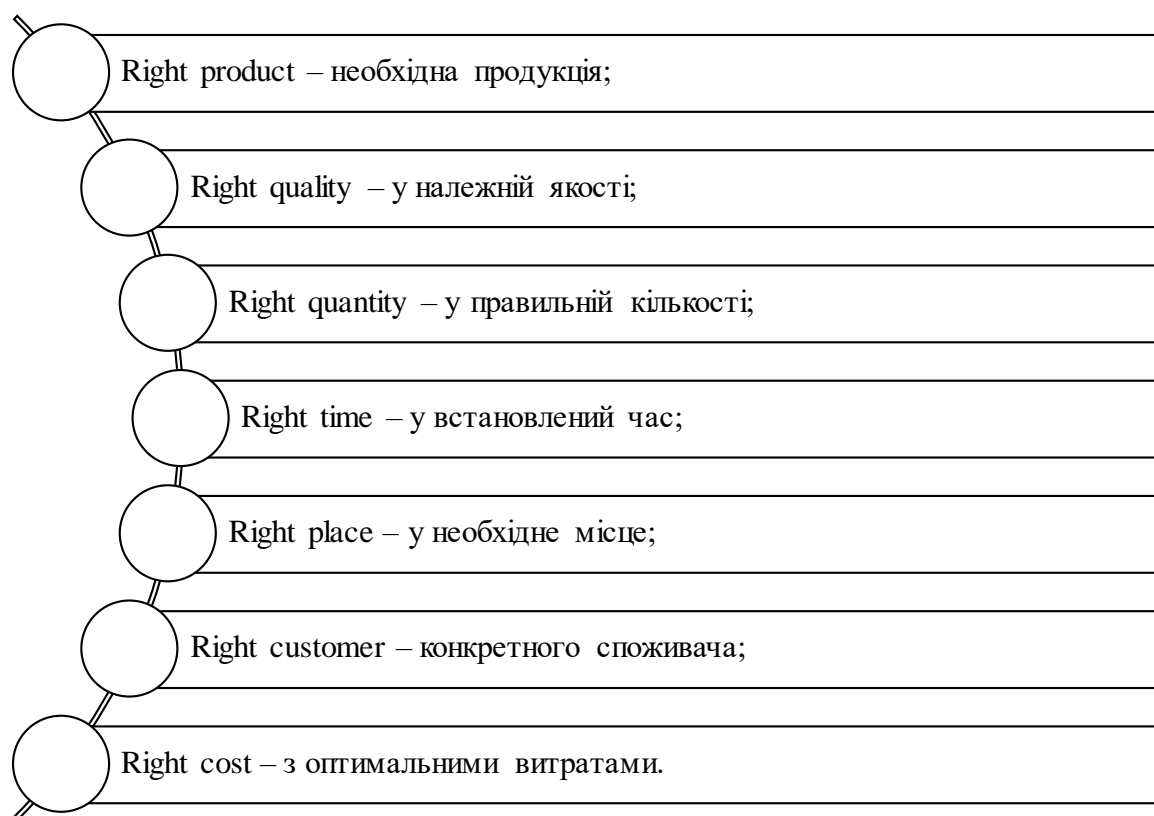 Right product – необхідна продукція;
Right quality – у належній якості;
Right quantity – у правильній кількості;
Right time – у встановлений час;
Right place – у необхідне місце;
Right customer – конкретного споживача;
Right cost – з оптимальними витратами.